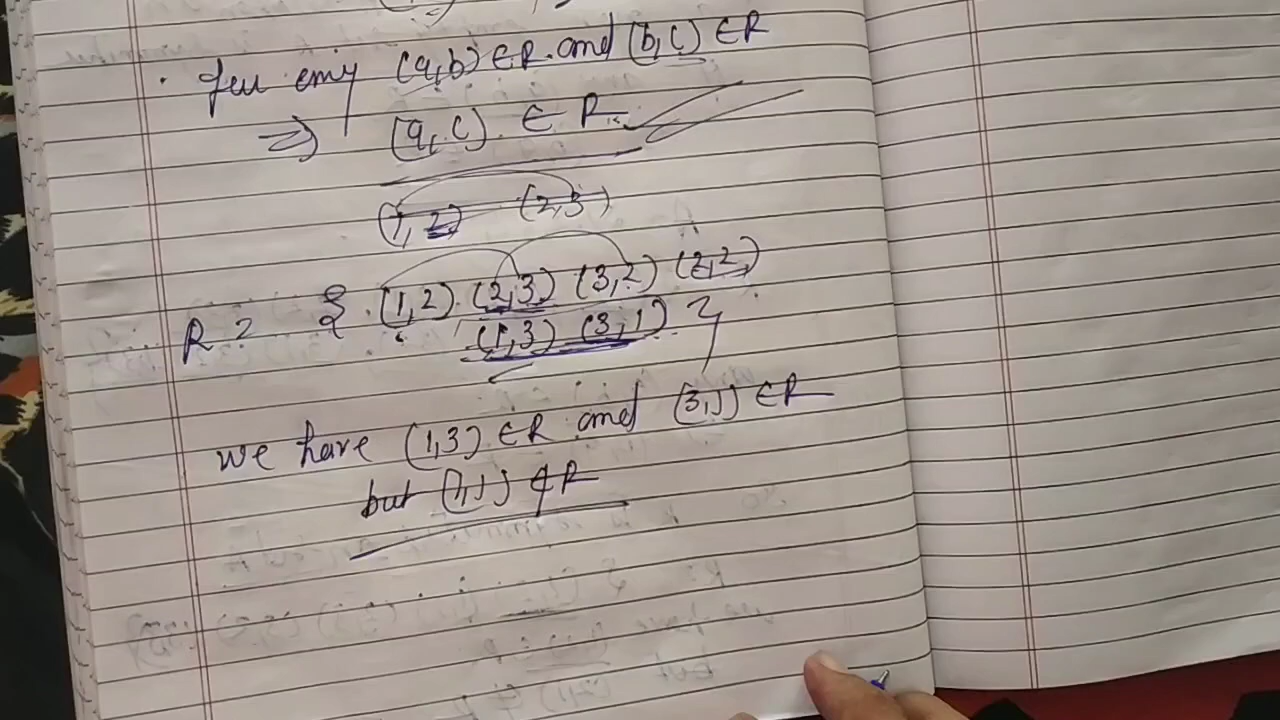 · for any (a,b) ∈ R and (b,c) ∈ R
⇒ (a,c) ∈ R
(1,2) (2,3)
R = { (1,2) (2,3) (3,2) (2,2)
(1,3) (3,1) }
we have (1,3) ∈ R and (3,1) ∈ R
but (1,1) ∉ R